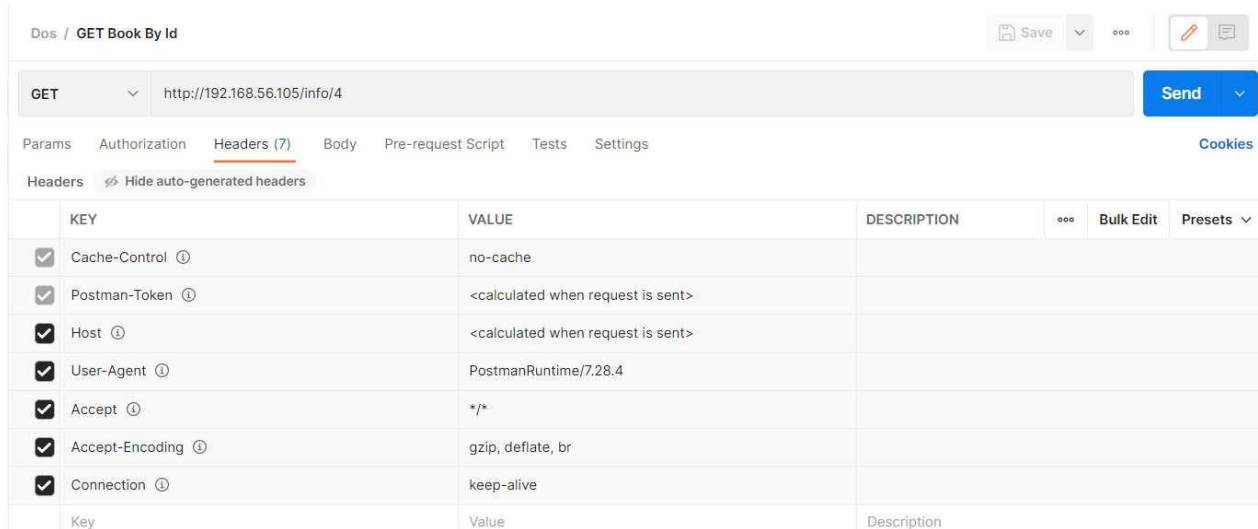 Dos / GET Book By Id Save ooo
GET http://192.168.56.105/info/4 Send
Params Authorization Headers (7) Body Pre-request Script Tests Settings Cookies
Headers Hide auto-generated headers
KEY VALUE DESCRIPTION ooo Bulk Edit Presets
Cache-Control no-cache
Postman-Token <calculated when request is sent>
Host <calculated when request is sent>
User-Agent PostmanRuntime/7.28.4
Accept */*
Accept-Encoding gzip, deflate, br
Connection keep-alive
Key Value Description